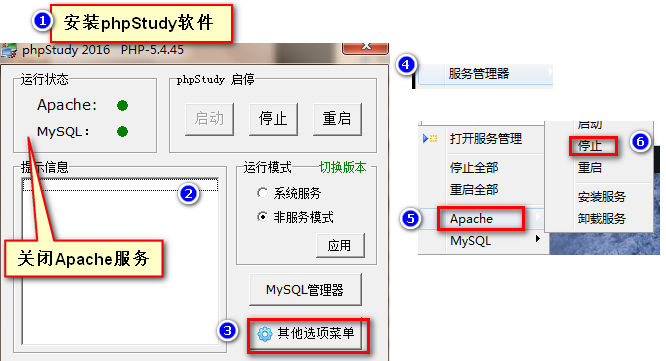 1 安装phpStudy软件
phpStudy 2016 PHP-5.4.45
运行状态
Apache:
MySQL:
phpStudy 启停
启动 停止 重启
提示信息
2
关闭Apache服务
运行模式 切换版本
系统服务
非服务模式
应用
MySQL管理器
3 其他选项菜单
4 服务管理器
打开服务管理
停止全部
重启全部
5 Apache
MySQL
启动
停止 6
重启
安装服务
卸载服务